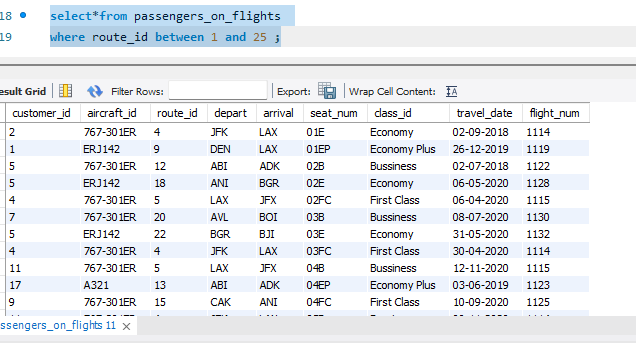 18 select*from passengers_on_flights
19 where route_id between 1 and 25 ;
esult Grid Filter Rows: Export: Wrap Cell Content: IA
customer_id aircraft_id route_id depart arrival seat_num class_id travel_date flight_num
2 767-301ER 4 JFK LAX 01E Economy 02-09-2018 1114
1 ERJ142 9 DEN LAX 01EP Economy Plus 26-12-2019 1119
5 767-301ER 12 ABI ADK 02B Bussiness 02-07-2018 1122
5 ERJ142 18 ANI BGR 02E Economy 06-05-2020 1128
4 767-301ER 5 LAX JFX 02FC First Class 06-04-2020 1115
7 767-301ER 20 AVL BOI 03B Bussiness 08-07-2020 1130
5 ERJ142 22 BGR BJI 03E Economy 31-05-2020 1132
4 767-301ER 4 JFK LAX 03FC First Class 30-04-2020 1114
11 767-301ER 5 LAX JFX 04B Bussiness 12-11-2020 1115
17 A321 13 ABI ADK 04EP Economy Plus 03-06-2019 1123
9 767-301ER 15 CAK ANI 04FC First Class 10-09-2020 1125
ssengers_on_flights 11